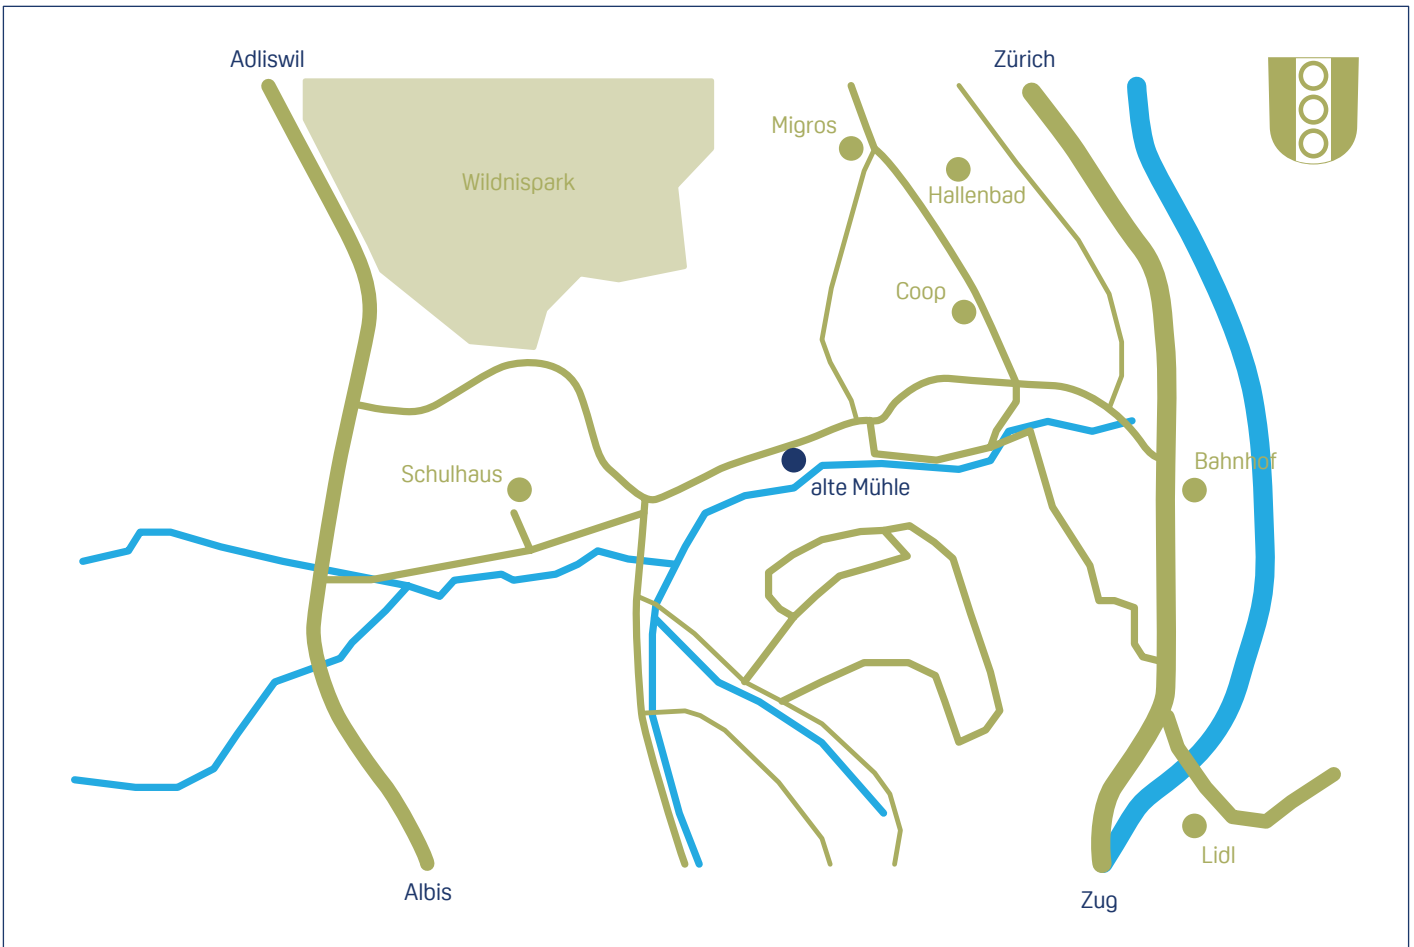 Adliswil
Zürich
Migros
Wildnispark
Hallenbad
Coop
Bahnhof
Schulhaus
alte Mühle
Lidl
Albis
Zug